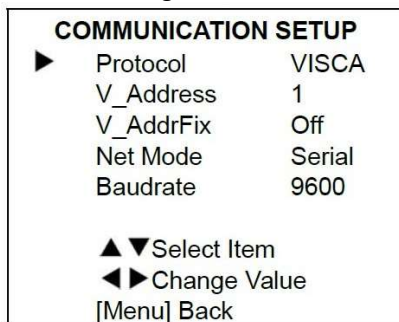 COMMUNICATION SETUP
▶ Protocol VISCA
V_Address 1
V_AddrFix Off
Net Mode Serial
Baudrate 9600
▲▼Select Item
◀▶Change Value
[Menu] Back